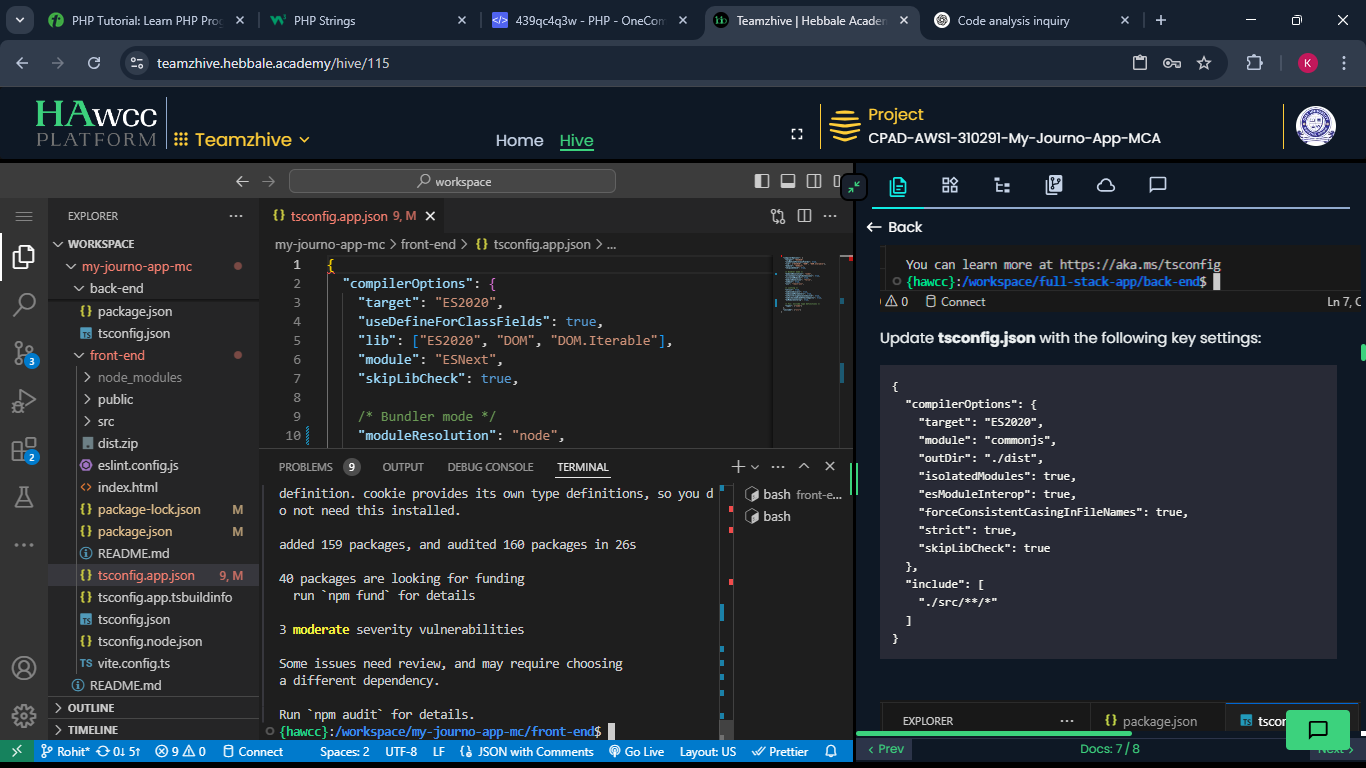 PHP Tutorial: Learn PHP Pro
PHP Strings
439qc4q3w - PHP - OneCom
Teamzhive | Hebbale Academ
Code analysis inquiry
teamzhive.hebbale.academy/hive/115
K
HAwcc
PLATFORM
Teamzhive
Home
Hive
Project
CPAD-AWS1-310291-My-Journo-App-MCA
workspace
EXPLORER
WORKSPACE
my-journo-app-mc
back-end
package.json
TS tsconfig.json
front-end
node_modules
public
src
dist.zip
eslint.config.js
index.html
{} package-lock.json M
{} package.json M
README.md
{} tsconfig.app.json 9, M
{} tsconfig.app.tsbuildinfo
TS tsconfig.json
{} tsconfig.node.json
TS vite.config.ts
README.md
OUTLINE
TIMELINE
3
2
{} tsconfig.app.json 9, M
my-journo-app-mc > front-end > {} tsconfig.app.json > ...
1 {
2 "compilerOptions": {
3 "target": "ES2020",
4 "useDefineForClassFields": true,
5 "lib": ["ES2020", "DOM", "DOM.Iterable"],
6 "module": "ESNext",
7 "skipLibCheck": true,
8
9 /* Bundler mode */
10 "moduleResolution": "node",
PROBLEMS 9 OUTPUT DEBUG CONSOLE TERMINAL
definition. cookie provides its own type definitions, so you d
o not need this installed.
added 159 packages, and audited 160 packages in 26s
40 packages are looking for funding
run `npm fund` for details
3 moderate severity vulnerabilities
Some issues need review, and may require choosing
a different dependency.
Run `npm audit` for details.
{hawcc}:/workspace/my-journo-app-mc/front-end$
bash front-e...
bash
Rohit* 0↓ 5↑ 9 0 Connect Spaces: 2 UTF-8 LF {} JSON with Comments Go Live Layout: US Prettier
Back
You can learn more at https://aka.ms/tsconfig
{hawcc}:/workspace/full-stack-app/back-end$
0 Connect Ln 7, C
Update tsconfig.json with the following key settings:
{
"compilerOptions": {
"target": "ES2020",
"module": "commonjs",
"outDir": "./dist",
"isolatedModules": true,
"esModuleInterop": true,
"forceConsistentCasingInFileNames": true,
"strict": true,
"skipLibCheck": true
},
"include": [
"./src/**/*"
]
}
EXPLORER ... {} package.json TS tscon
‹ Prev Docs: 7 / 8 Next ›